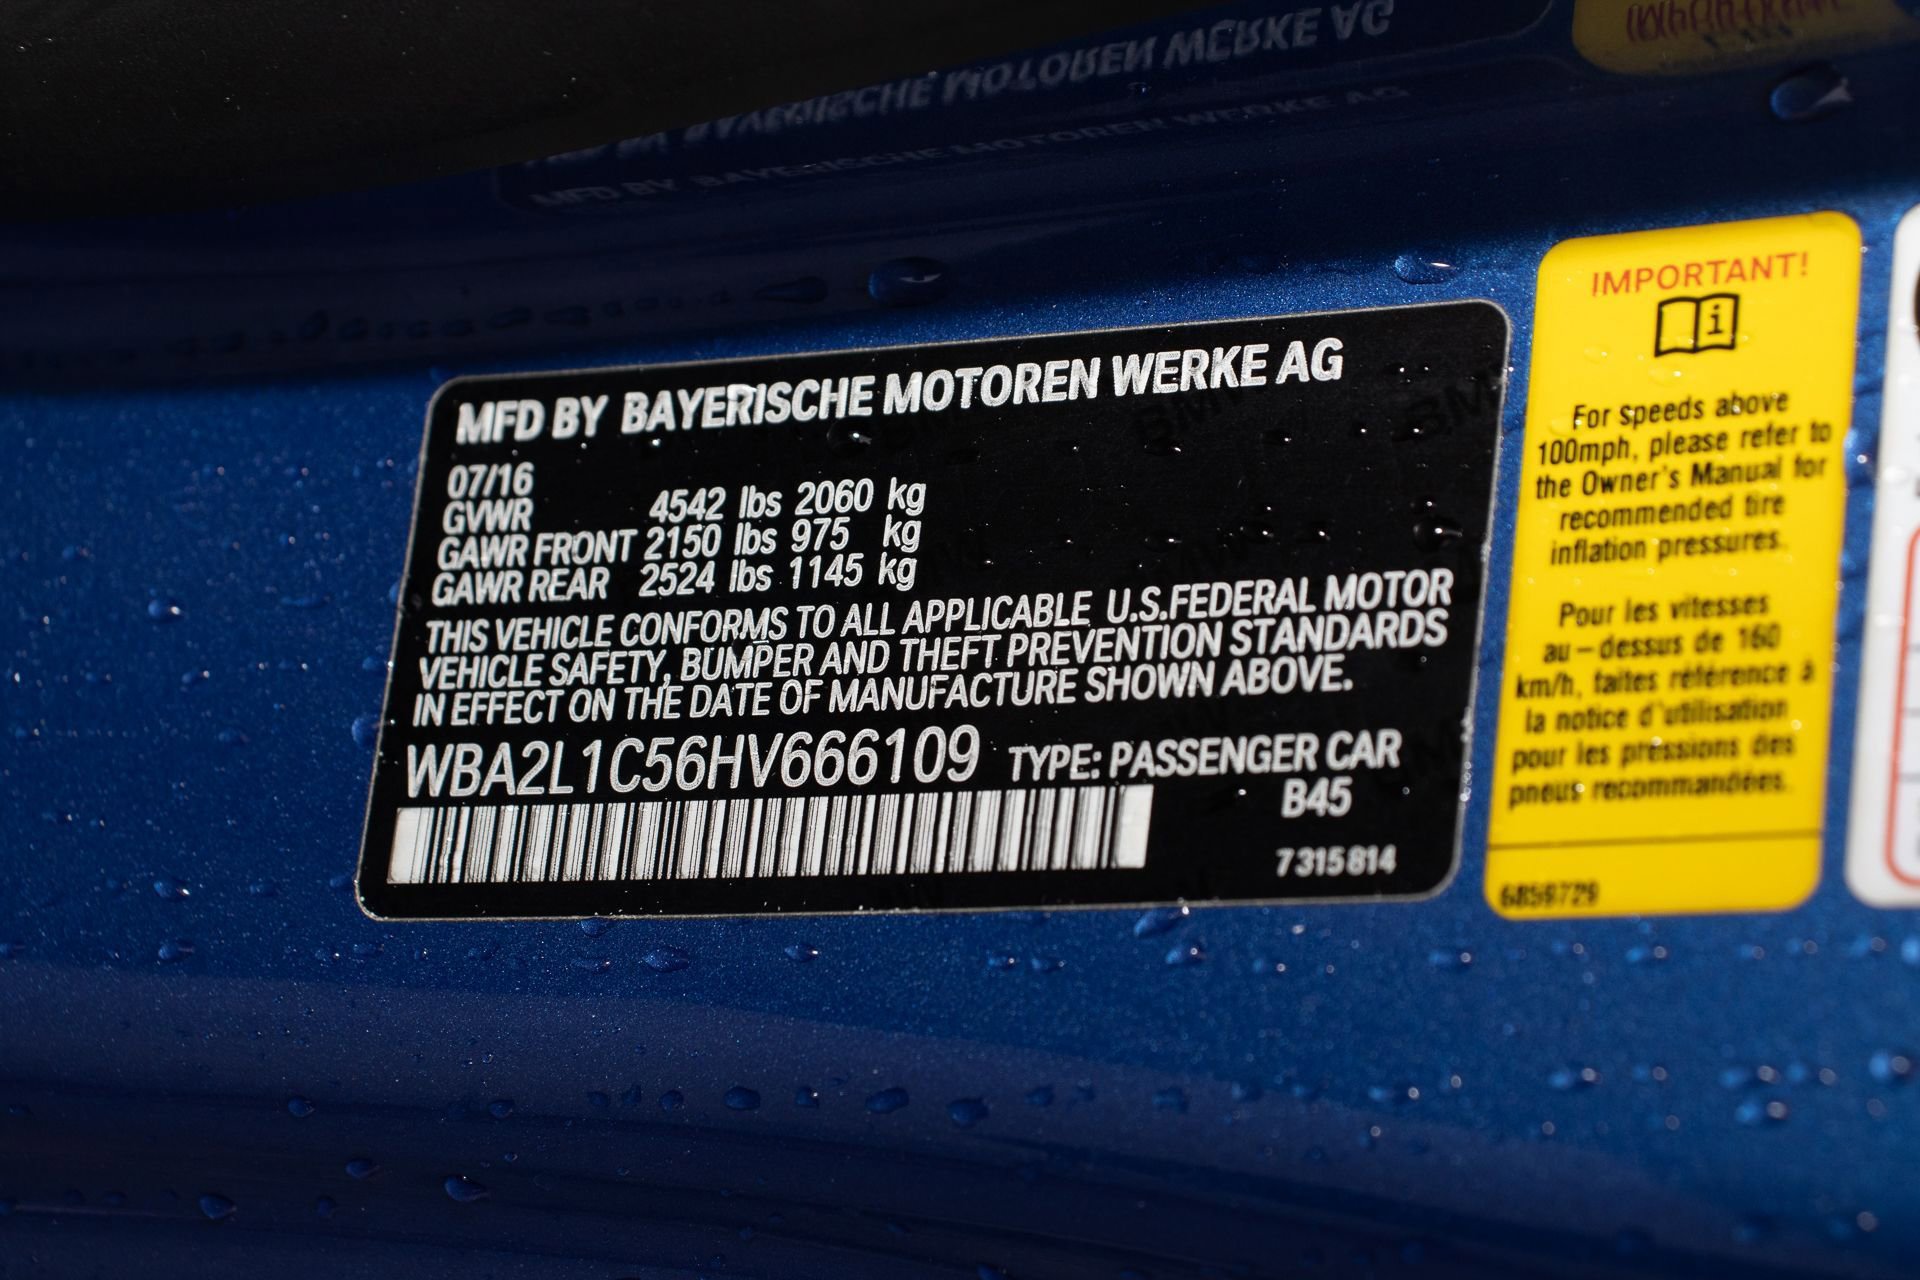 MFD BY BAYERISCHE MOTOREN WERKE AG
07/16
GVWR 4542 lbs 2060 kg
GAWR FRONT 2150 lbs 975 kg
GAWR REAR 2524 lbs 1145 kg
THIS VEHICLE CONFORMS TO ALL APPLICABLE U.S.FEDERAL MOTOR
VEHICLE SAFETY, BUMPER AND THEFT PREVENTION STANDARDS
IN EFFECT ON THE DATE OF MANUFACTURE SHOWN ABOVE.
WBA2L1C56HV666109 TYPE: PASSENGER CAR
B45
7 315 814
IMPORTANT!
i
For speeds above
100mph, please refer to
the Owner's Manual for
recommended tire
inflation pressures.
Pour les vitesses
au-dessus de 160
km/h, faites référence à
la notice d'utilisation
pour les pressions des
pneus recommandées.
6859729